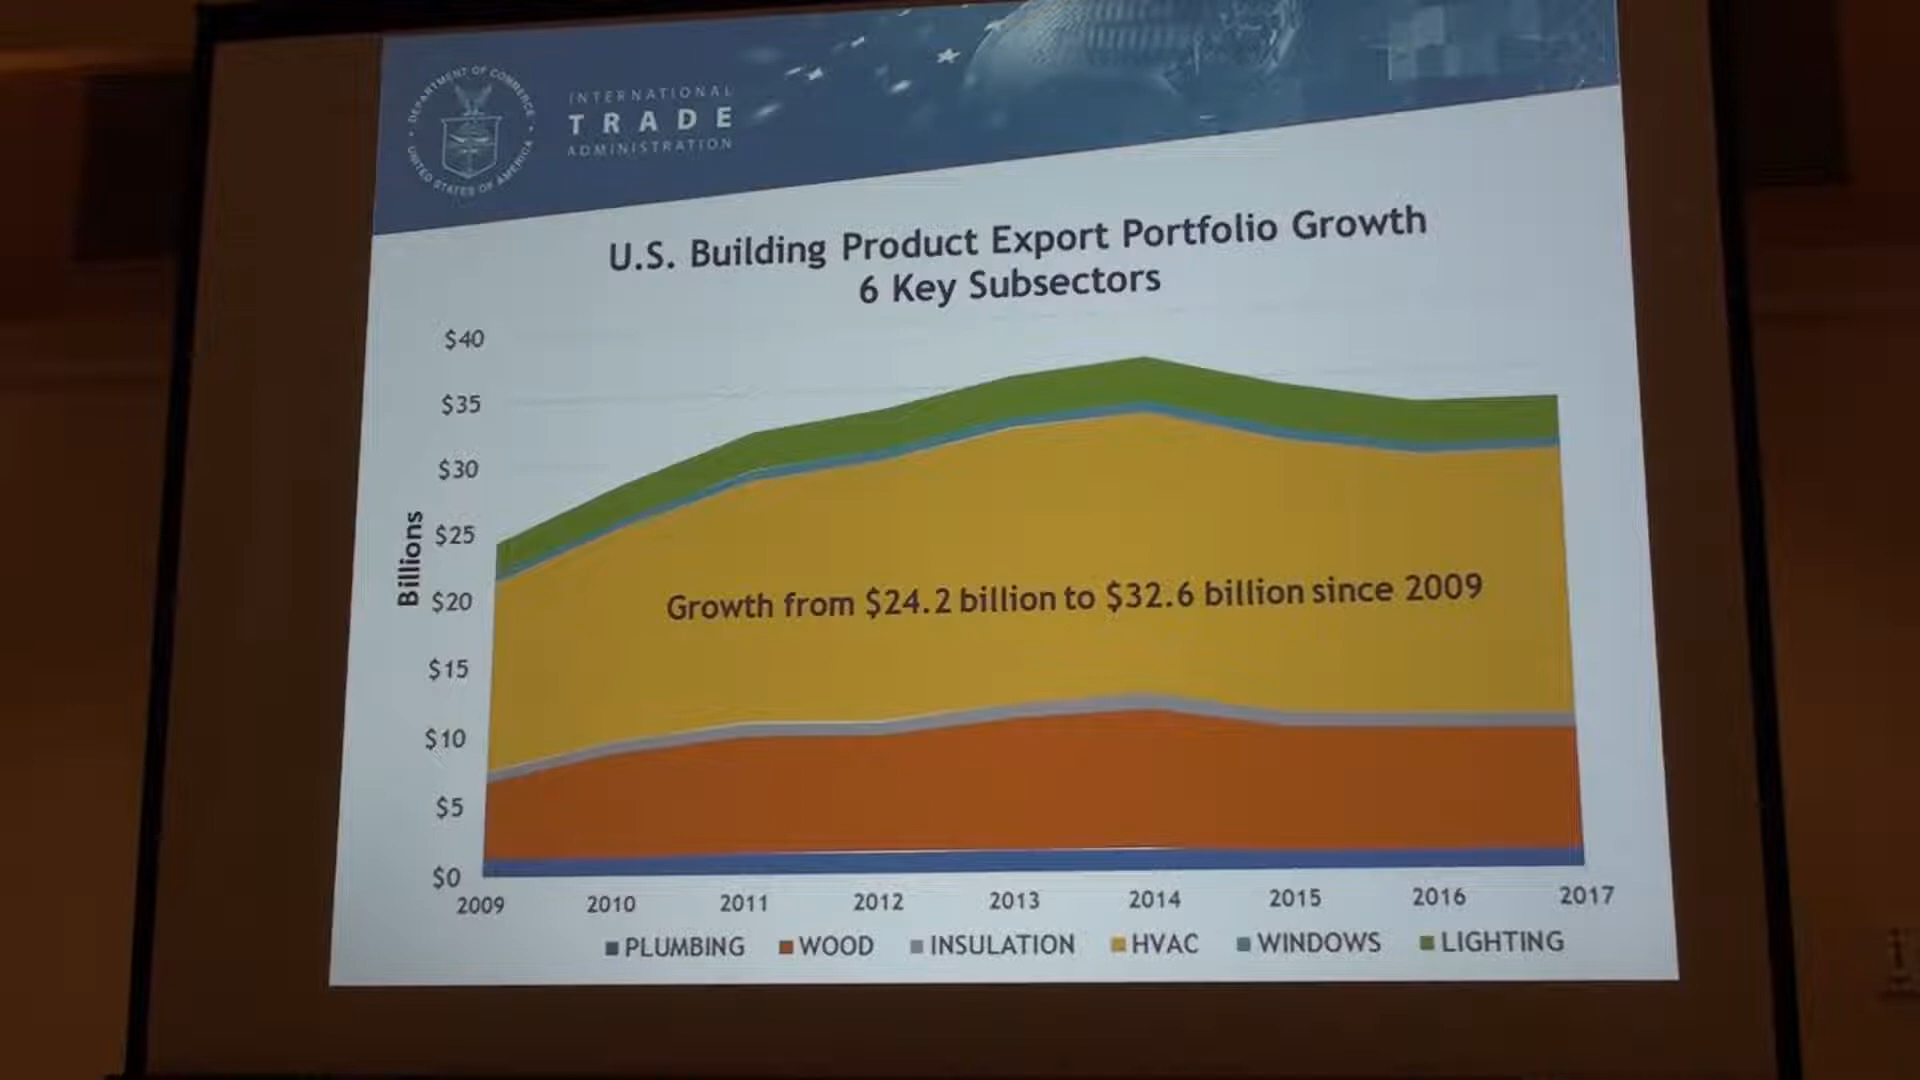 DEPARTMENT OF COMMERCE
UNITED STATES OF AMERICA
INTERNATIONAL
TRADE
ADMINISTRATION
U.S. Building Product Export Portfolio Growth
6 Key Subsectors
$40
$35
$30
$25
$20
$15
$10
$5
$0
Billions
Growth from $24.2 billion to $32.6 billion since 2009
2009 2010 2011 2012 2013 2014 2015 2016 2017
PLUMBING WOOD INSULATION HVAC WINDOWS LIGHTING